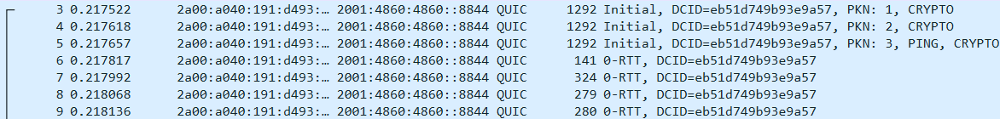 3 0.217522 2a00:a040:191:d493:… 2001:4860:4860::8844 QUIC 1292 Initial, DCID=eb51d749b93e9a57, PKN: 1, CRYPTO
4 0.217618 2a00:a040:191:d493:… 2001:4860:4860::8844 QUIC 1292 Initial, DCID=eb51d749b93e9a57, PKN: 2, CRYPTO
5 0.217657 2a00:a040:191:d493:… 2001:4860:4860::8844 QUIC 1292 Initial, DCID=eb51d749b93e9a57, PKN: 3, PING, CRYPTO
6 0.217817 2a00:a040:191:d493:… 2001:4860:4860::8844 QUIC 141 0-RTT, DCID=eb51d749b93e9a57
7 0.217992 2a00:a040:191:d493:… 2001:4860:4860::8844 QUIC 324 0-RTT, DCID=eb51d749b93e9a57
8 0.218068 2a00:a040:191:d493:… 2001:4860:4860::8844 QUIC 279 0-RTT, DCID=eb51d749b93e9a57
9 0.218136 2a00:a040:191:d493:… 2001:4860:4860::8844 QUIC 280 0-RTT, DCID=eb51d749b93e9a57